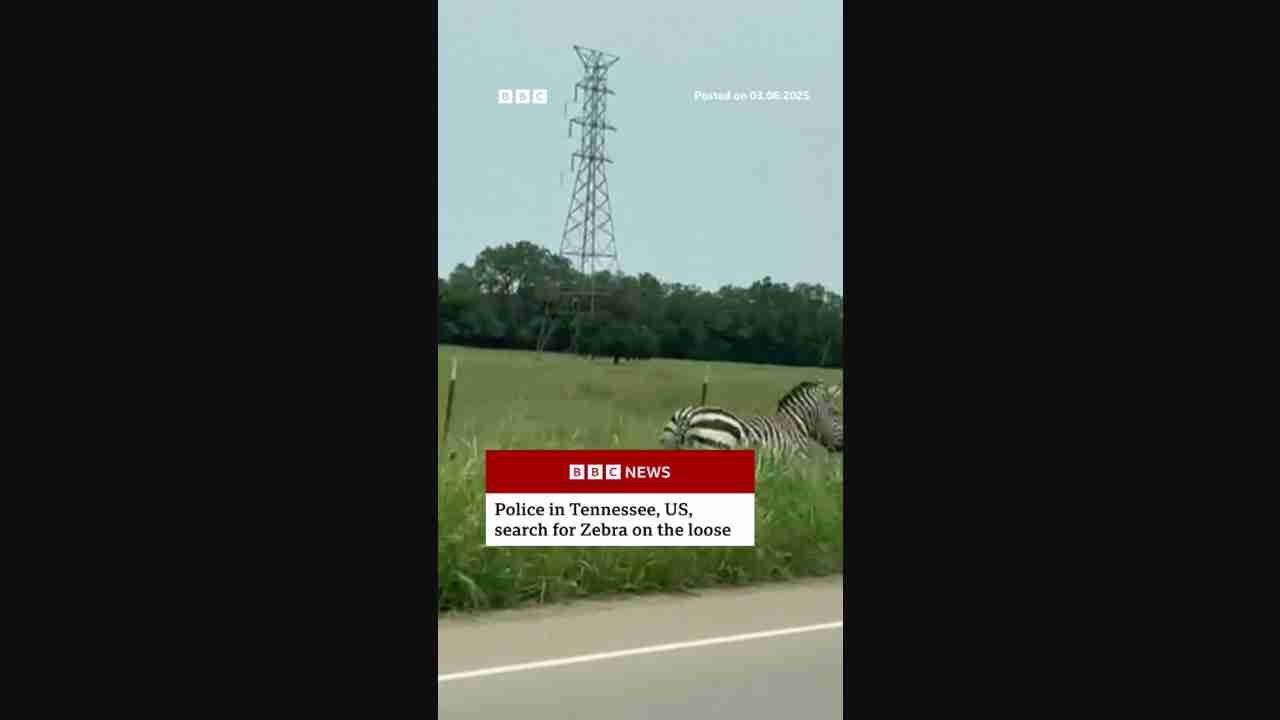 BBC
Posted on 03.06.2025
BBC NEWS
Police in Tennessee, US,
search for Zebra on the loose